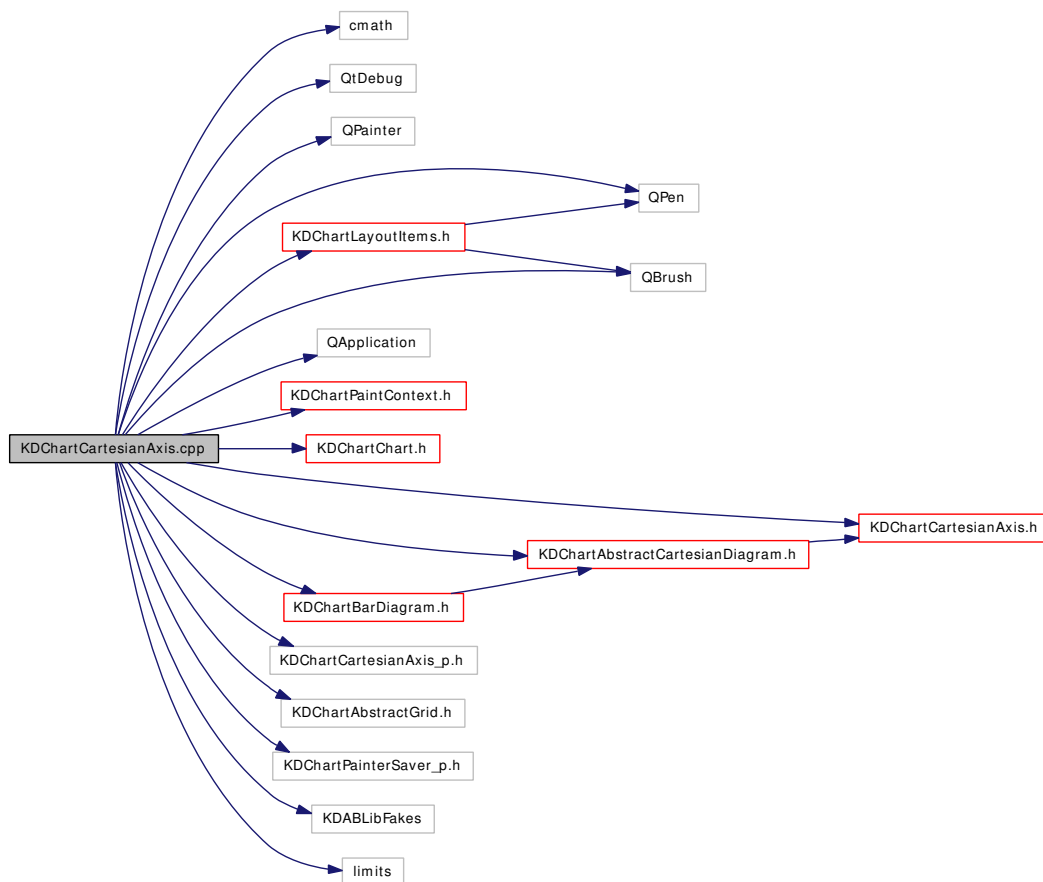 cmath
QtDebug
QPainter
QPen
KDChartLayoutItems.h
QBrush
QApplication
KDChartPaintContext.h
KDChartCartesianAxis.cpp
KDChartChart.h
KDChartCartesianAxis.h
KDChartAbstractCartesianDiagram.h
KDChartBarDiagram.h
KDChartCartesianAxis_p.h
KDChartAbstractGrid.h
KDChartPainterSaver_p.h
KDABLibFakes
limits